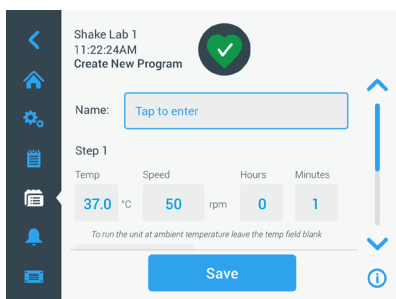 Shake Lab 1
11:22:24AM
Create New Program
Name: Tap to enter
Step 1
Temp Speed Hours Minutes
37.0 °C 50 rpm 0 1
To run the unit at ambient temperature leave the temp field blank
Save